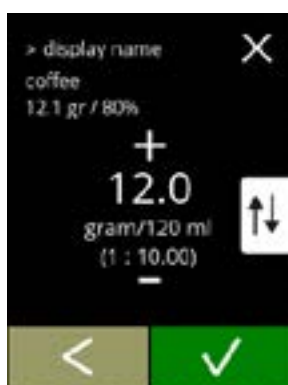 > display name
coffee
12.1 gr / 80%
+
12.0
gram/120 ml
(1 : 10.00)
-